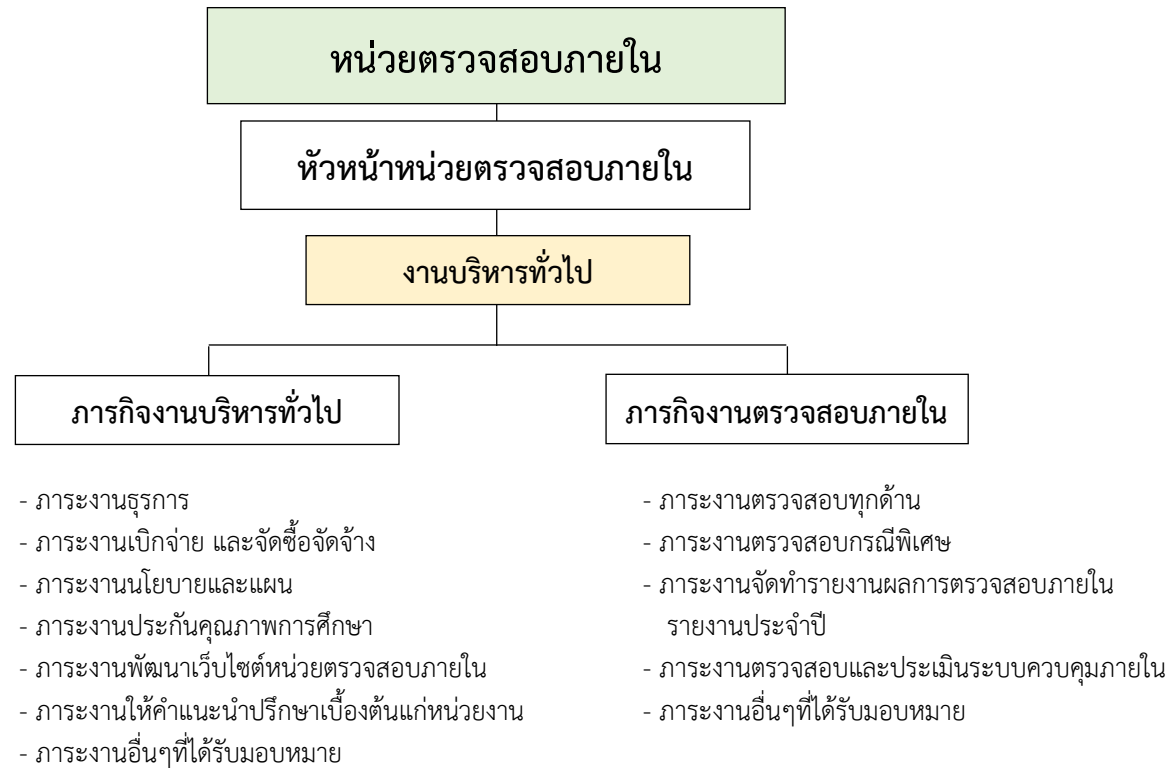 หน่วยตรวจสอบภายใน
หัวหน้าหน่วยตรวจสอบภายใน
งานบริหารทั่วไป
ภารกิจงานบริหารทั่วไป
- ภาระงานธุรการ
- ภาระงานเบิกจ่าย และจัดซื้อจัดจ้าง
- ภาระงานนโยบายและแผน
- ภาระงานประกันคุณภาพการศึกษา
- ภาระงานพัฒนาเว็บไซต์หน่วยตรวจสอบภายใน
- ภาระงานให้คำแนะนำปรึกษาเบื้องต้นแก่หน่วยงาน
- ภาระงานอื่นๆที่ได้รับมอบหมาย
ภารกิจงานตรวจสอบภายใน
- ภาระงานตรวจสอบทุกด้าน
- ภาระงานตรวจสอบกรณีพิเศษ
- ภาระงานจัดทำรายงานผลการตรวจสอบภายใน
รายงานประจำปี
- ภาระงานตรวจสอบและประเมินระบบควบคุมภายใน
- ภาระงานอื่นๆที่ได้รับมอบหมาย